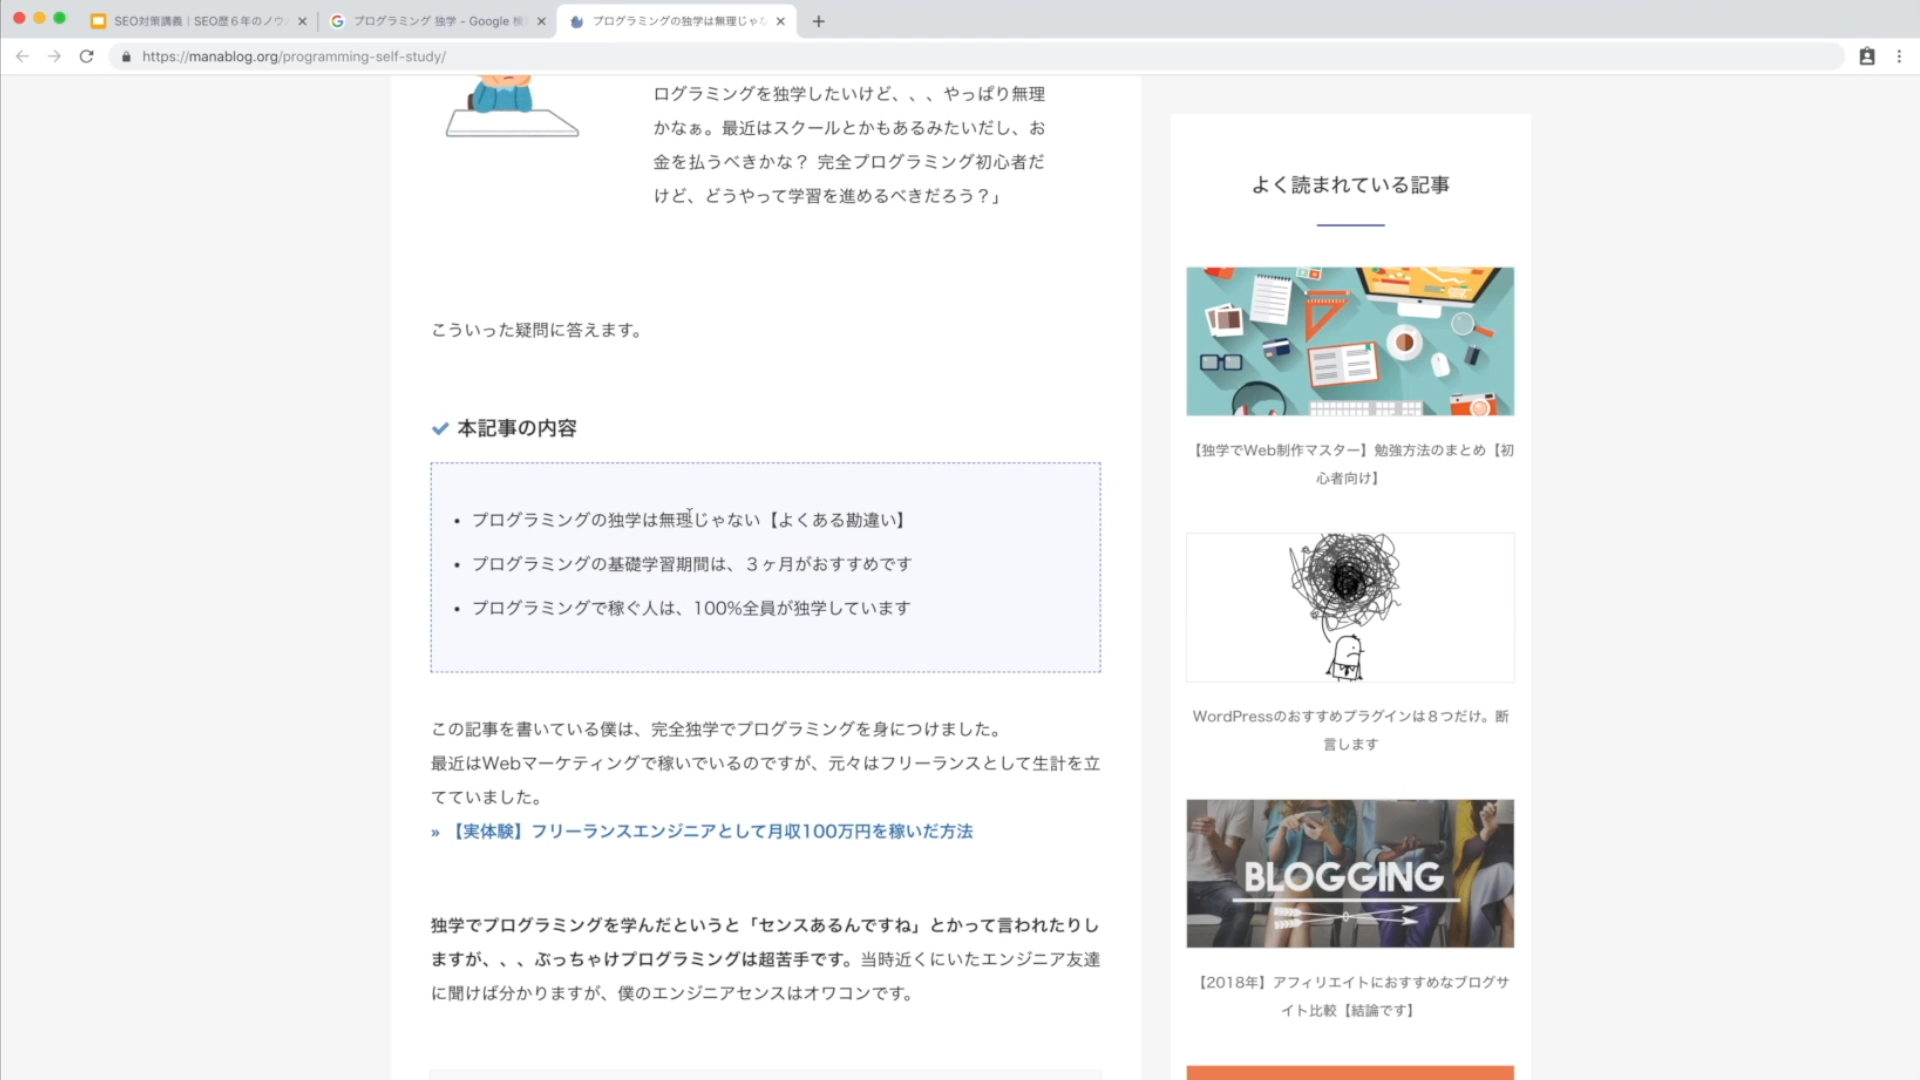 SEO対策講義｜SEO歴６年のノウ
プログラミング 独学 - Google 検
プログラミングの独学は無理じゃな
https://manablog.org/programming-self-study/
ログラミングを独学したいけど、、、やっぱり無理
かなぁ。最近はスクールとかもあるみたいだし、お
金を払うべきかな？ 完全プログラミング初心者だ
けど、どうやって学習を進めるべきだろう？」
こういった疑問に答えます。
本記事の内容
• プログラミングの独学は無理じゃない【よくある勘違い】
• プログラミングの基礎学習期間は、３ヶ月がおすすめです
• プログラミングで稼ぐ人は、100%全員が独学しています
この記事を書いている僕は、完全独学でプログラミングを身につけました。
最近はWebマーケティングで稼いでいるのですが、元々はフリーランスとして生計を立
てていました。
» 【実体験】フリーランスエンジニアとして月収100万円を稼いだ方法
独学でプログラミングを学んだというと「センスあるんですね」とかって言われたりし
ますが、、、ぶっちゃけプログラミングは超苦手です。当時近くにいたエンジニア友達
に聞けば分かりますが、僕のエンジニアセンスはオワコンです。
よく読まれている記事
【独学でWeb制作マスター】勉強方法のまとめ【初
心者向け】
WordPressのおすすめプラグインは８つだけ。断
言します
BLOGGING
【2018年】アフィリエイトにおすすめなブログサ
イト比較【結論です】